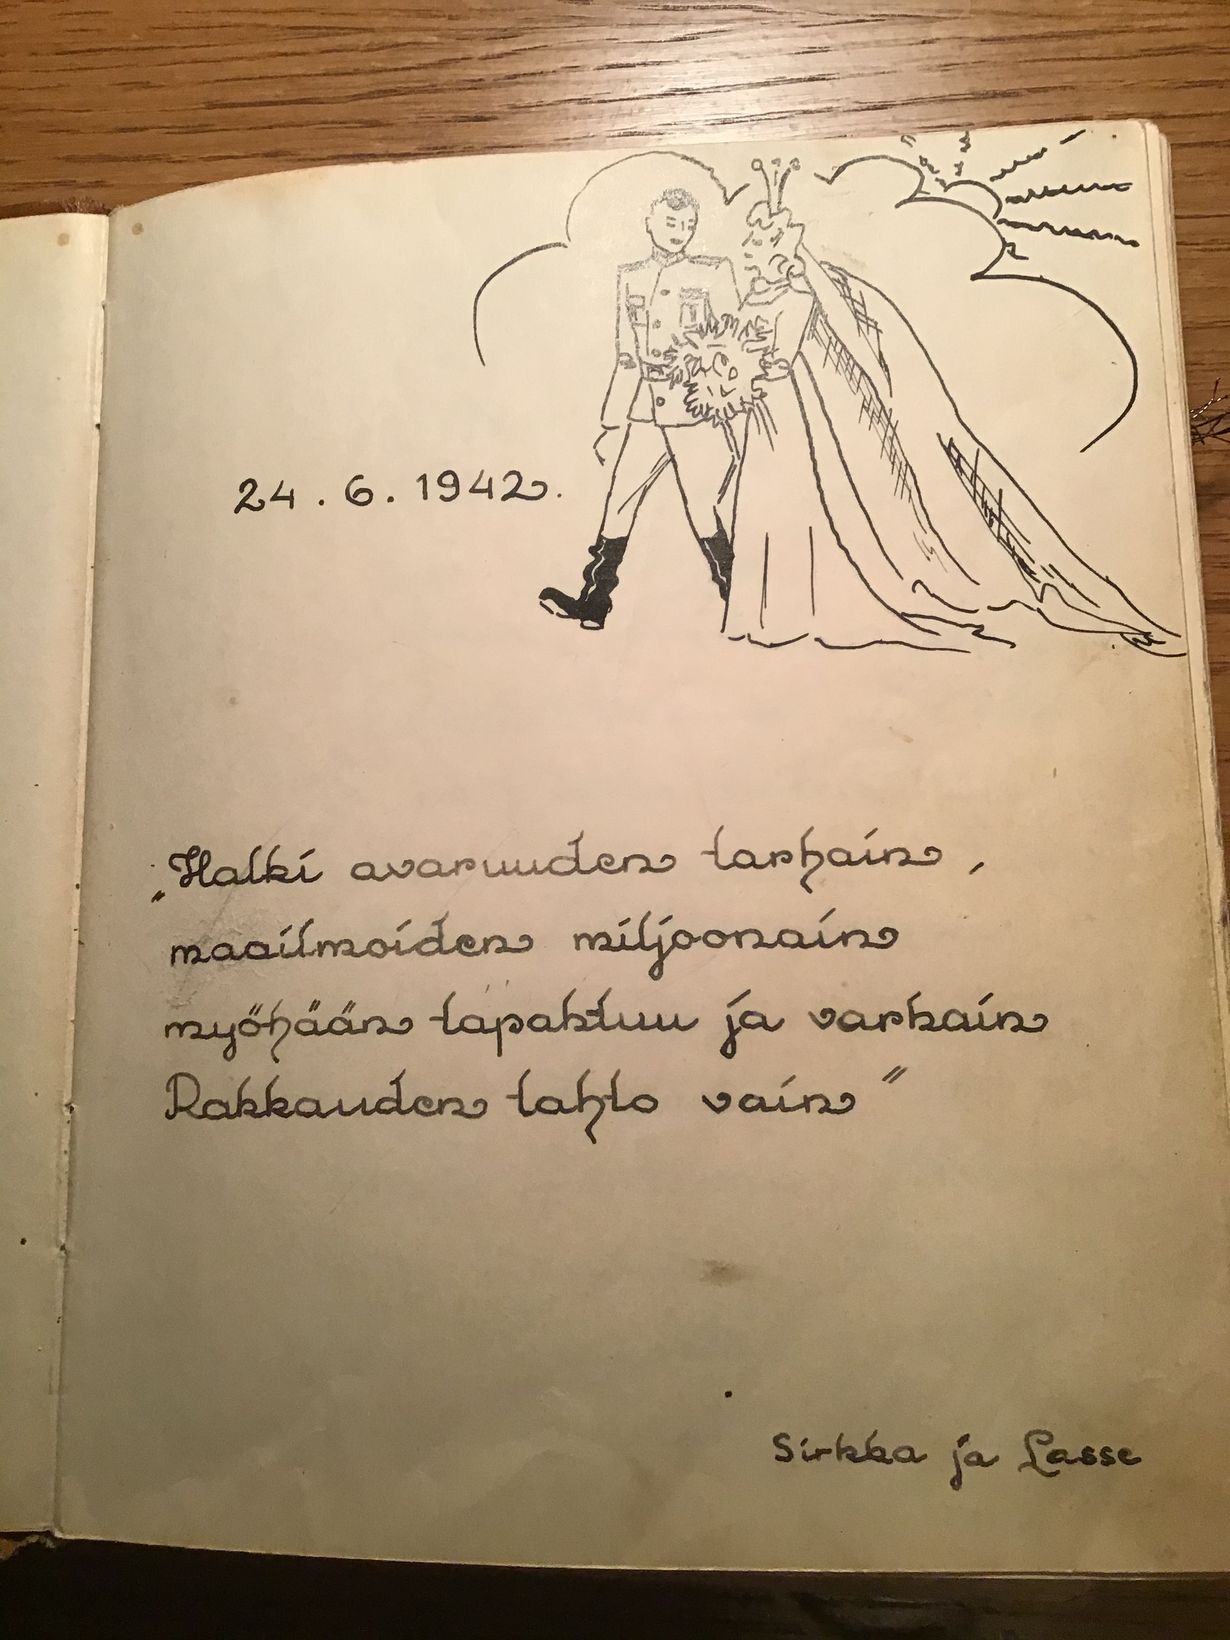 24.6.1942.
„Halki avaruuden tarhain,
maailmoiden miljoonain
myöhään tapahtuu ja varhain
Rakkauden tahto vain”
Sirkka ja Lasse